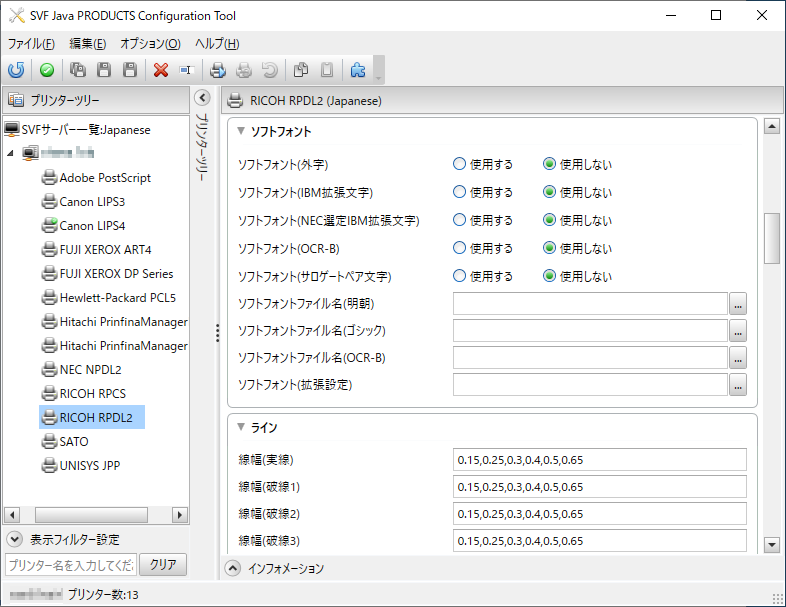 SVF Java PRODUCTS Configuration Tool
ファイル(F) 編集(E) オプション(O) ヘルプ(H)
プリンターツリー
SVFサーバー一覧:Japanese
Adobe PostScript
Canon LIPS3
Canon LIPS4
FUJI XEROX ART4
FUJI XEROX DP Series
Hewlett-Packard PCL5
Hitachi PrinfinaManager
Hitachi PrinfinaManager
NEC NPDL2
RICOH RPCS
RICOH RPDL2
SATO
UNISYS JPP
表示フィルター設定
プリンター名を入力してくだ
クリア
プリンターツリー
RICOH RPDL2 (Japanese)
ソフトフォント
ソフトフォント(外字) 使用する 使用しない
ソフトフォント(IBM拡張文字) 使用する 使用しない
ソフトフォント(NEC選定IBM拡張文字) 使用する 使用しない
ソフトフォント(OCR-B) 使用する 使用しない
ソフトフォント(サロゲートペア文字) 使用する 使用しない
ソフトフォントファイル名(明朝) ...
ソフトフォントファイル名(ゴシック) ...
ソフトフォントファイル名(OCR-B) ...
ソフトフォント(拡張設定) ...
ライン
線幅(実線) 0.15,0.25,0.3,0.4,0.5,0.65
線幅(破線1) 0.15,0.25,0.3,0.4,0.5,0.65
線幅(破線2) 0.15,0.25,0.3,0.4,0.5,0.65
線幅(破線3) 0.15,0.25,0.3,0.4,0.5,0.65
インフォメーション
プリンター数:13